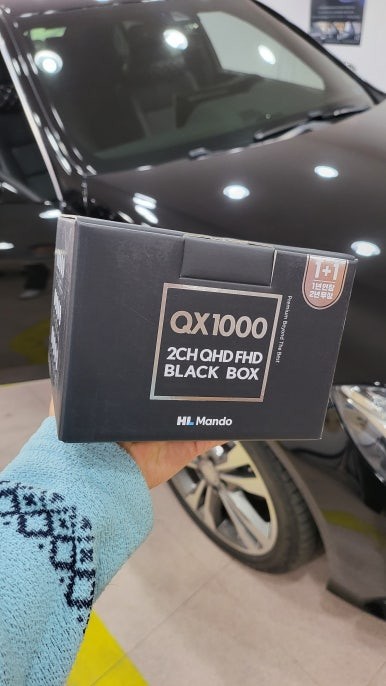 1+1
1년연장
2년무상
Premium Beyond The Best
QX1000
2CH QHD FHD
BLACK BOX
HL Mando